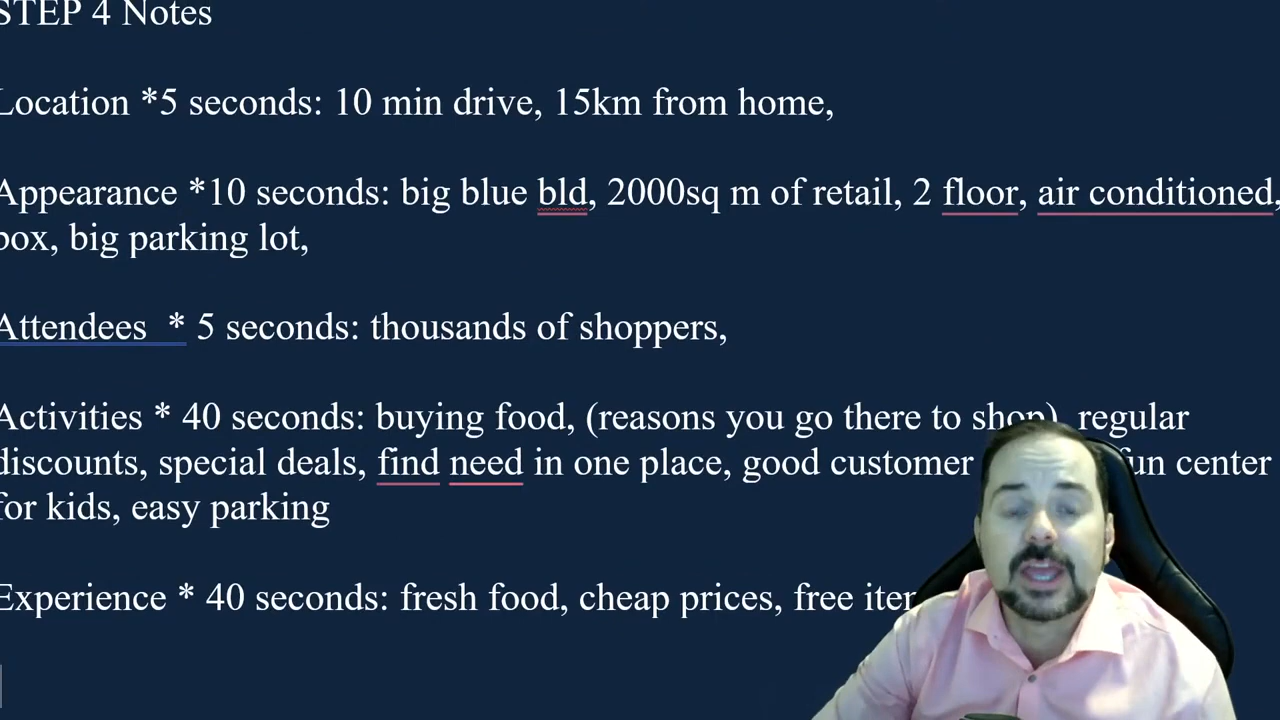 STEP 4 Notes
Location *5 seconds: 10 min drive, 15km from home,
Appearance *10 seconds: big blue bld, 2000sq m of retail, 2 floor, air conditioned,
box, big parking lot,
Attendees * 5 seconds: thousands of shoppers,
Activities * 40 seconds: buying food, (reasons you go there to shop), regular
discounts, special deals, find need in one place, good customer fun center
for kids, easy parking
Experience * 40 seconds: fresh food, cheap prices, free